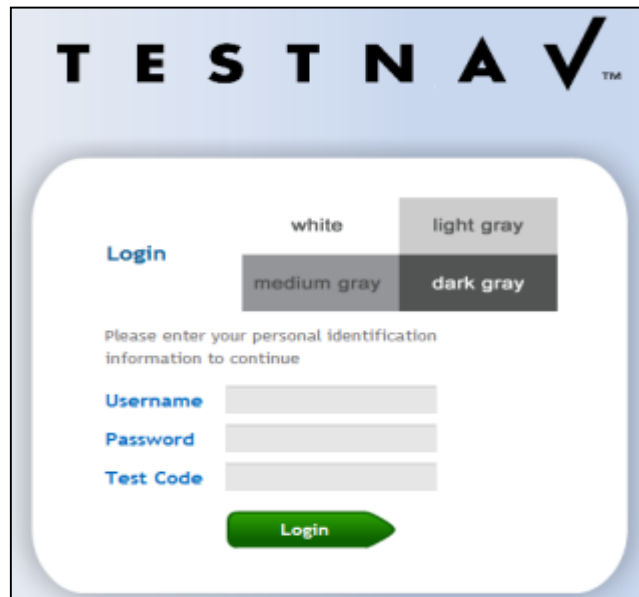 TESTNAV™
white light gray
Login
medium gray dark gray
Please enter your personal identification
information to continue
Username
Password
Test Code
Login